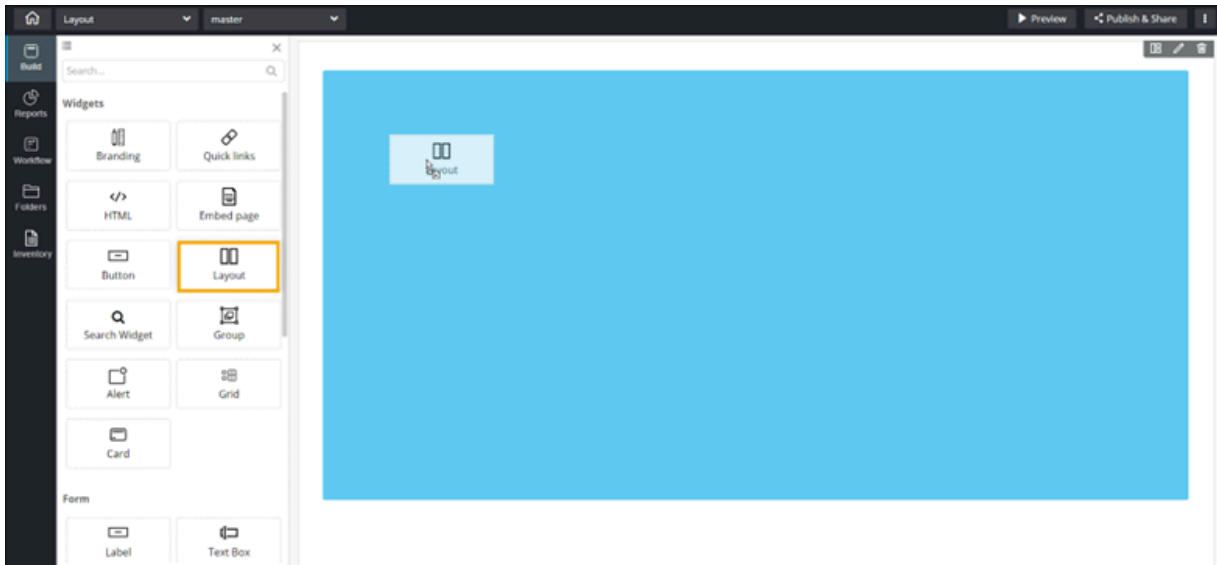 Layout
master
Preview
Publish & Share
Build
Reports
Workflow
Folders
Inventory
Search...
Widgets
Branding
Quick links
HTML
Embed page
Button
Layout
Search Widget
Group
Alert
Grid
Card
Form
Label
Text Box
Layout